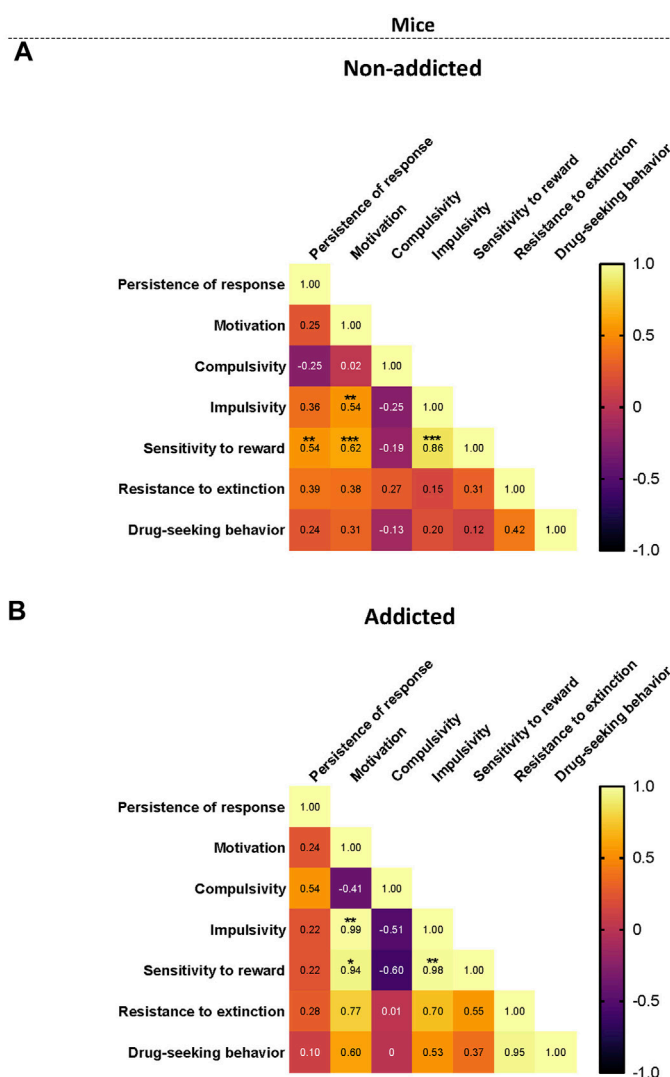 Mice
A
Non-addicted
Persistence of response
Motivation
Compulsivity
Impulsivity
Sensitivity to reward
Resistance to extinction
Drug-seeking behavior
Persistence of response 1.00
Motivation 0.25 1.00
Compulsivity -0.25 0.02 1.00
Impulsivity 0.36 ** 0.54 -0.25 1.00
Sensitivity to reward ** 0.54 *** 0.62 -0.19 *** 0.86 1.00
Resistance to extinction 0.39 0.38 0.27 0.15 0.31 1.00
Drug-seeking behavior 0.24 0.31 -0.13 0.20 0.12 0.42 1.00
1.0
0.5
0
-0.5
-1.0
B
Addicted
Persistence of response
Motivation
Compulsivity
Impulsivity
Sensitivity to reward
Resistance to extinction
Drug-seeking behavior
Persistence of response 1.00
Motivation 0.24 1.00
Compulsivity 0.54 -0.41 1.00
Impulsivity 0.22 ** 0.99 -0.51 1.00
Sensitivity to reward 0.22 * 0.94 -0.60 ** 0.98 1.00
Resistance to extinction 0.28 0.77 0.01 0.70 0.55 1.00
Drug-seeking behavior 0.10 0.60 0 0.53 0.37 0.95 1.00
1.0
0.5
0
-0.5
-1.0